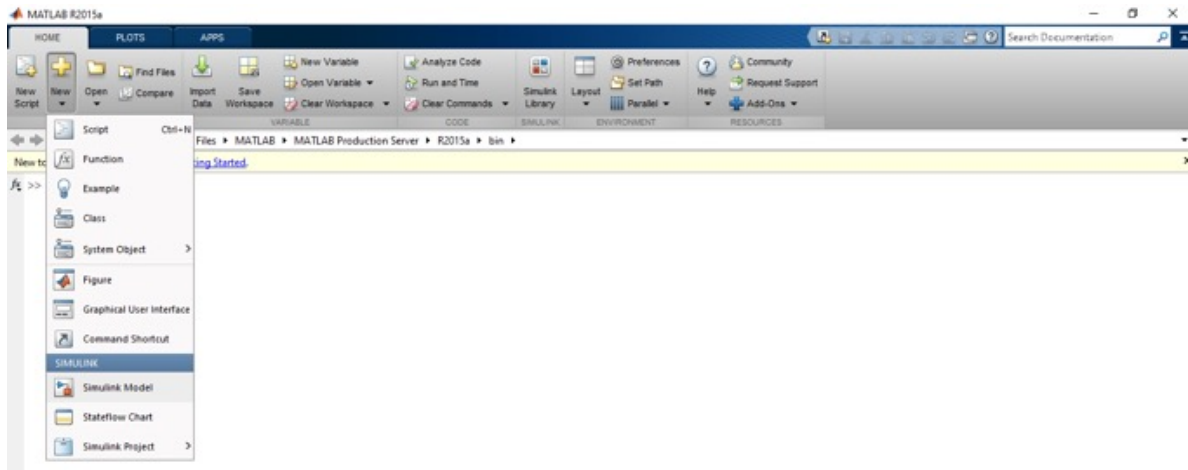 MATLAB R2015a
HOME PLOTS APPS
Search Documentation
New Script
New
Open
Find Files
Compare
Import Data
Save Workspace
New Variable
Open Variable
Clear Workspace
Analyze Code
Run and Time
Clear Commands
Simulink Library
Layout
Preferences
Set Path
Parallel
Help
Community
Request Support
Add-Ons
VARIABLE CODE SIMULINK ENVIRONMENT RESOURCES
Files ▸ MATLAB ▸ MATLAB Production Server ▸ R2015a ▸ bin ▸
New to
ing Started.
fx >>
Script Ctrl+N
Function
Example
Class
System Object >
Figure
Graphical User Interface
Command Shortcut
SIMULINK
Simulink Model
Stateflow Chart
Simulink Project >